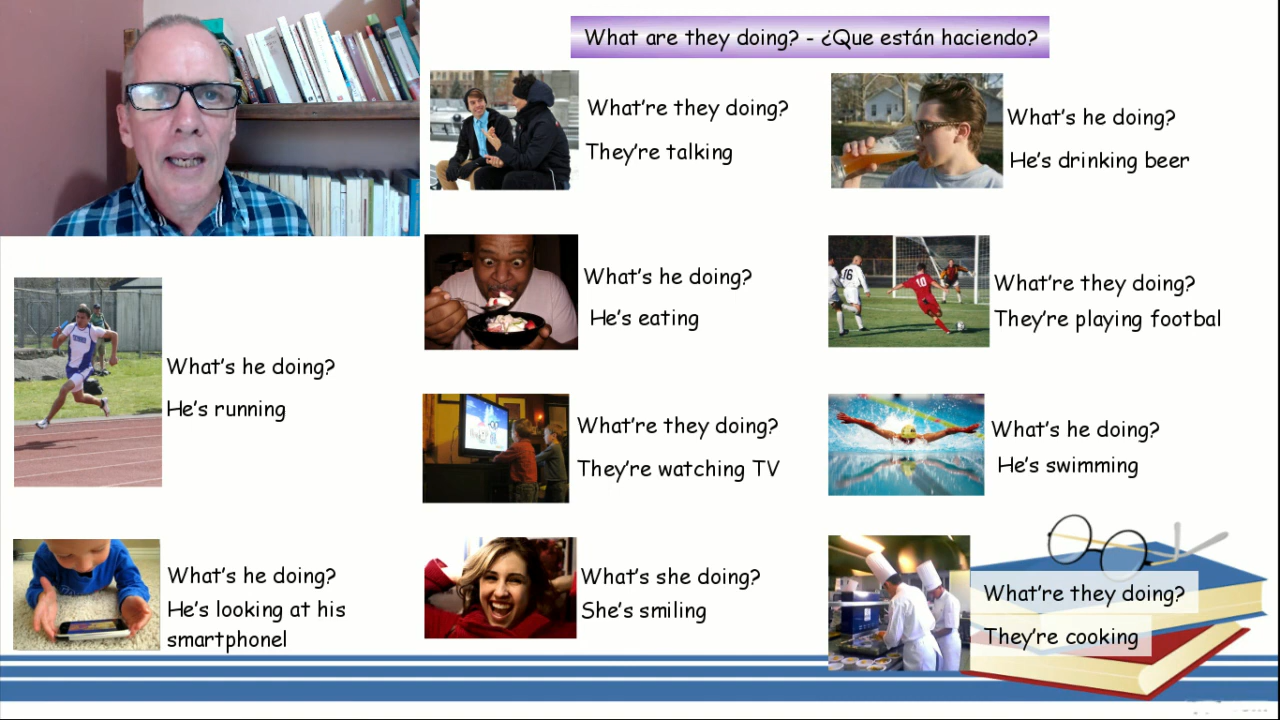 What are they doing? - ¿Que están haciendo?
What're they doing?
They're talking
What's he doing?
He's drinking beer
What's he doing?
He's eating
What're they doing?
They're playing footbal
What's he doing?
He's running
What're they doing?
They're watching TV
What's he doing?
He's swimming
What's he doing?
He's looking at his
smartphonel
What's she doing?
She's smiling
What're they doing?
They're cooking
16
10